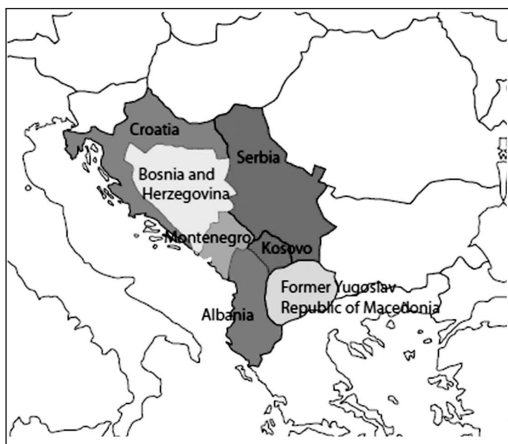 Croatia
Serbia
Bosnia and
Herzegovina
Montenegro
Kosovo
Former Yugoslav
Republic of Macedonia
Albania